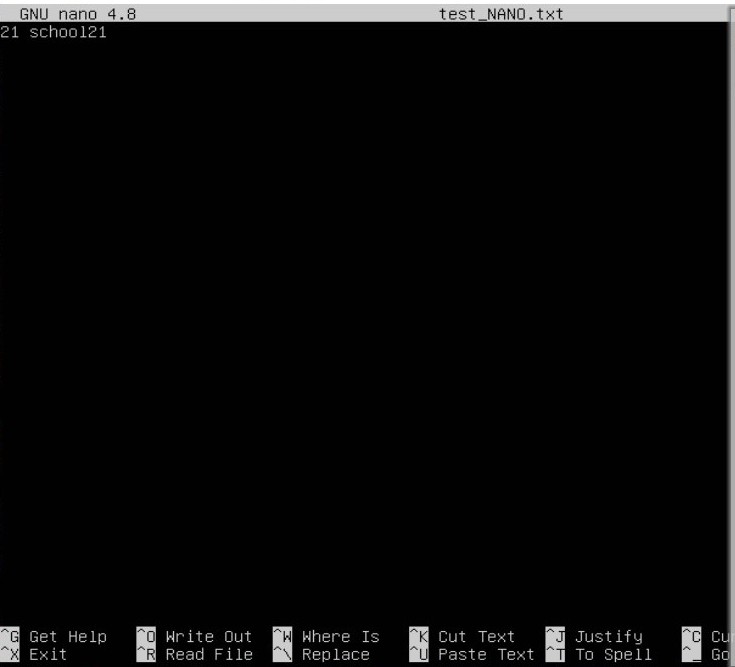 GNU nano 4.8 test_NANO.txt
21 school21
^G Get Help ^O Write Out ^W Where Is ^K Cut Text ^J Justify ^C
^X Exit ^R Read File ^\ Replace ^U Paste Text ^T To Spell ^_ Go